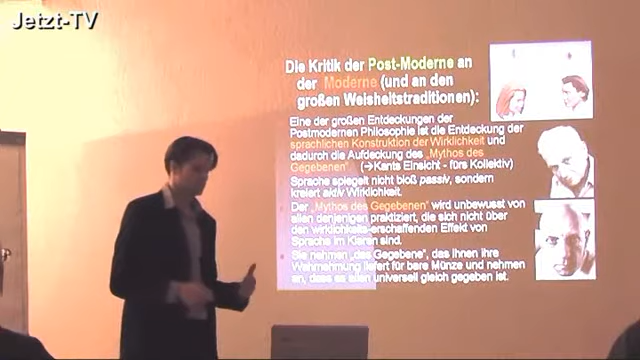 Jetzt-TV
Die Kritik der Post-Moderne an
der Moderne (und an den
großen Weisheitstraditionen):
Eine der großen Entdeckungen der
Postmodernen Philosophie ist die Entdeckung der
sprachlichen Konstruktion der Wirklichkeit und
dadurch die Aufdeckung des „Mythos des
Gegebenen". (→Kants Einsicht - fürs Kollektiv)
Sprache spiegelt nicht bloß passiv, sondern
kreiert aktiv Wirklichkeit.
Der „Mythos des Gegebenen" wird unbewusst von
allen denjenigen praktiziert, die sich nicht über
den wirklichkeits-erschaffenden Effekt von
Sprache im Klaren sind.
Sie nehmen „das Gegebene", das ihnen ihre
Wahrnehmung liefert für bare Münze und nehmen
an, dass es allen universell gleich gegeben ist.